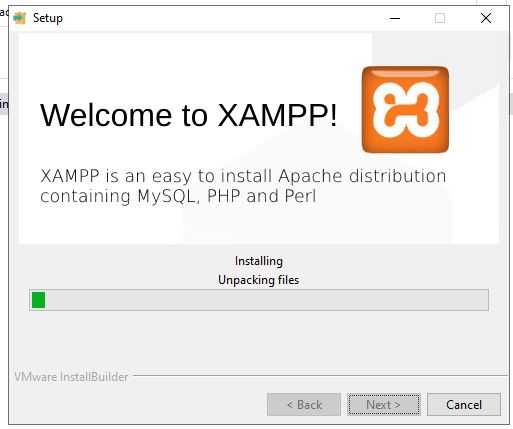 Setup
Welcome to XAMPP!
XAMPP is an easy to install Apache distribution
containing MySQL, PHP and Perl
Installing
Unpacking files
VMware InstallBuilder
< Back
Next >
Cancel